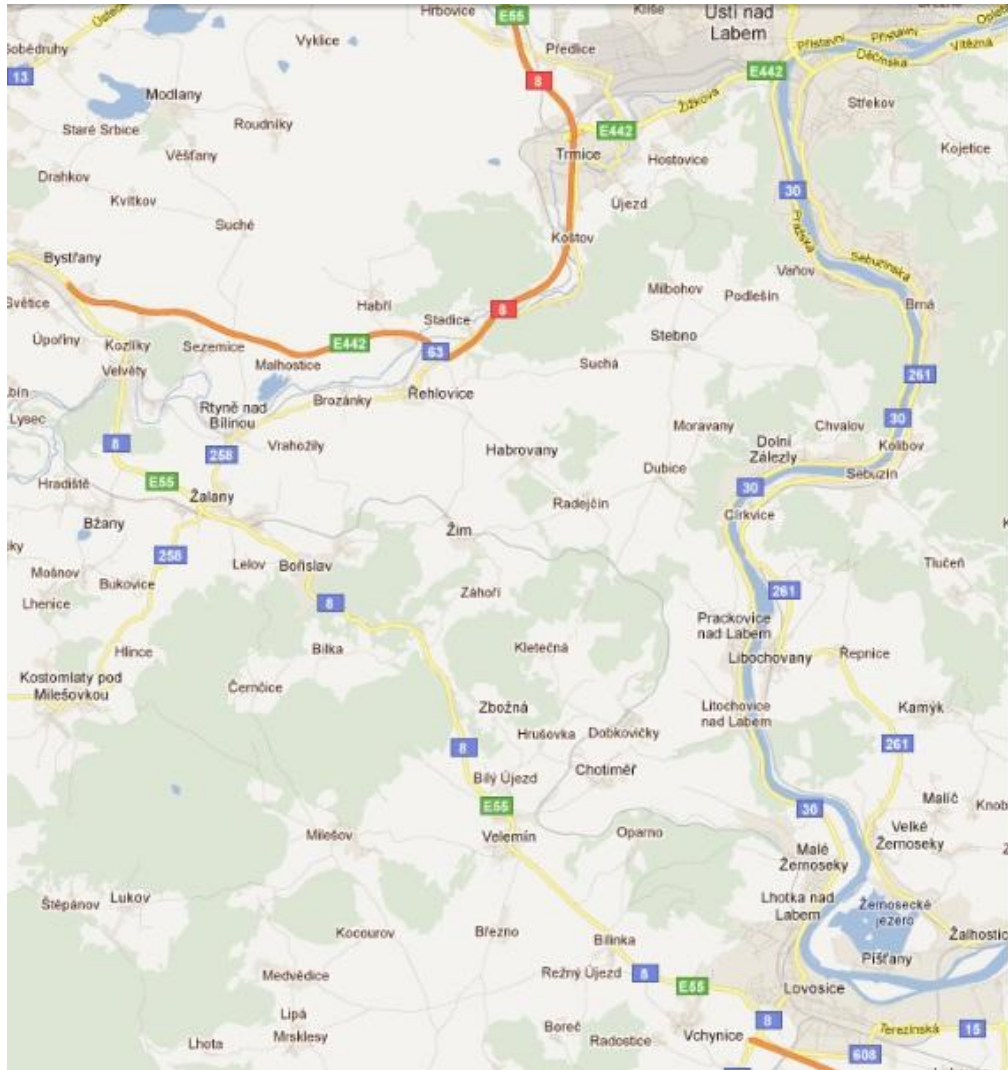 Hrbovice
E55
Klíše
Ústí nad
Labem
Přístavní
Přístavní
Vítězná
Děčínská
Vyklice
Předlice
Sobědruhy
13
8
E442
Modlany
Střekov
Staré Srbice
Roudníky
E442
Žižkova
Trmice
Hostovice
Kojetice
Věšťany
Drahkov
Kvítkov
Újezd
30
Suché
Pražská
Koštov
Sebuzínská
Bystřany
Vaňov
Milbohov
Podlešín
Světice
Habří
8
Brná
Stadice
Úpořiny
Kozlíky
Sezemice
E442
63
Stebno
Malhostice
Suchá
Velvěty
261
Řehlovice
Brozánky
Rtyně nad
Bílinou
Lysec
30
Moravany
Chvalov
8
Vrahožily
Dolní
Zálezly
Kolibov
258
Habrovany
Dubice
Sebuzín
Hradiště
E55
30
Žalany
Radejčín
Církvice
Bžany
Žim
258
Lelov
Bořislav
Tlučeň
Mošnov
Bukovice
261
Lhenice
8
Záhoří
Prackovice
nad Labem
Hlince
Bílka
Kletečná
Libochovany
Řepnice
Kostomlaty pod
Milešovkou
Černčice
Zbožná
Litochovice
nad Labem
Kamýk
Hrušovka
Dobkovičky
8
261
Chotiměř
Bílý Újezd
Malíč
E55
30
Knob
Milešov
Velemín
Oparno
Velké
Žernoseky
Malé
Žernoseky
Štěpánov
Lukov
Lhotka nad
Labem
Žernosecké
jezero
Kocourov
Březno
Bílinka
Žalhostic
Píšťany
Medvědice
Režný Újezd
8
E55
Lovosice
Lípá
Mrsklesy
Boreč
Vchynice
8
Terezínská
15
Lhota
Radostice
608